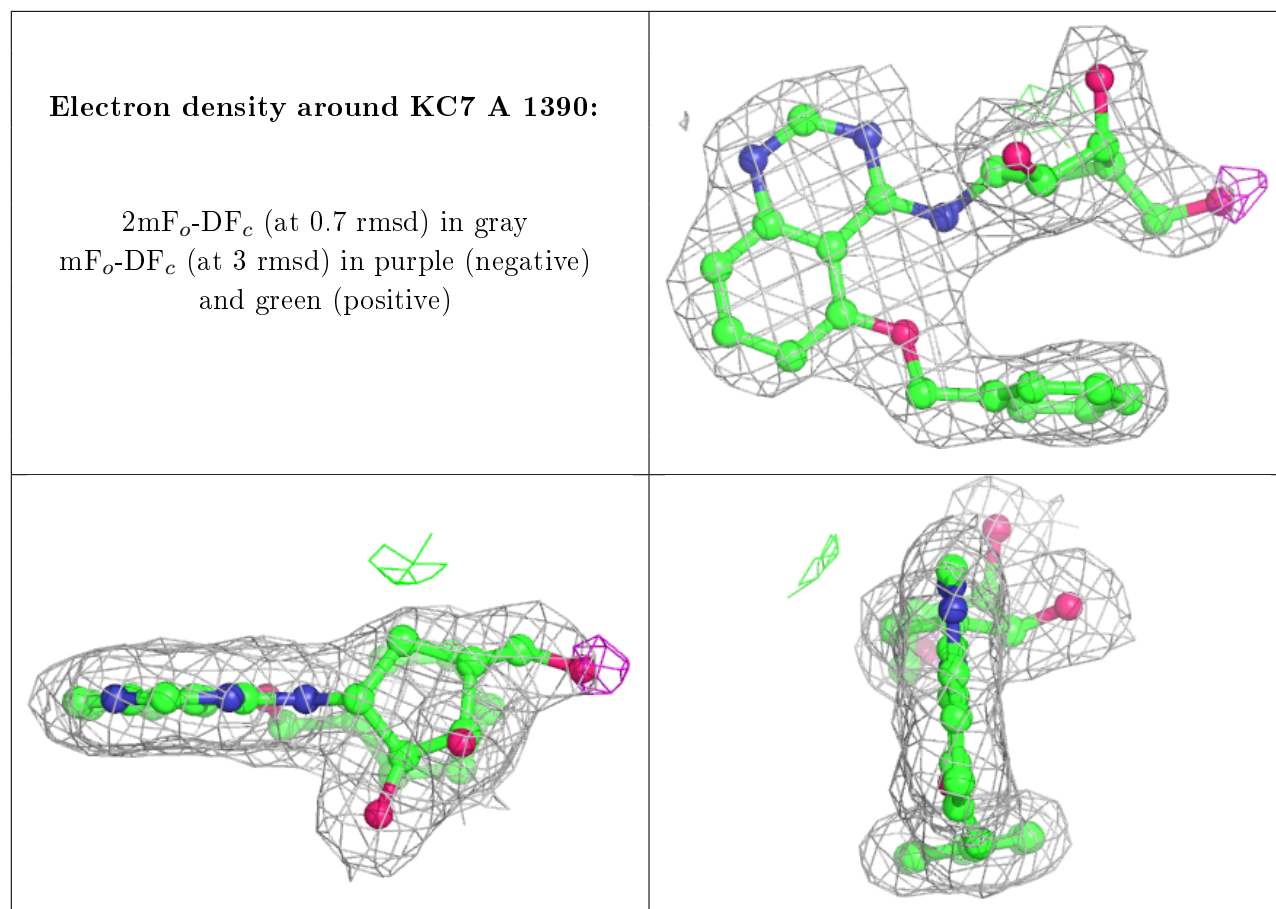 Electron density around KC7 A 1390:
2mFo-DFc (at 0.7 rmsd) in gray
mFo-DFc (at 3 rmsd) in purple (negative)
and green (positive)